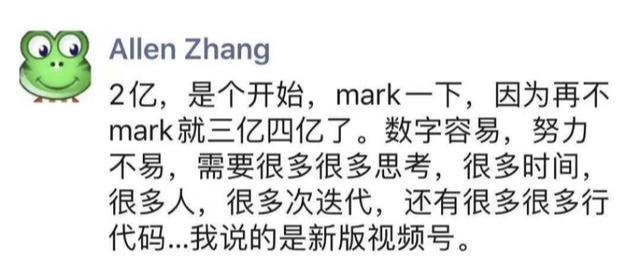 Allen Zhang
2亿，是个开始，mark一下，因为再不
mark就三亿四亿了。数字容易，努力
不易，需要很多很多思考，很多时间，
很多人，很多次迭代，还有很多很多行
代码...我说的是新版视频号。